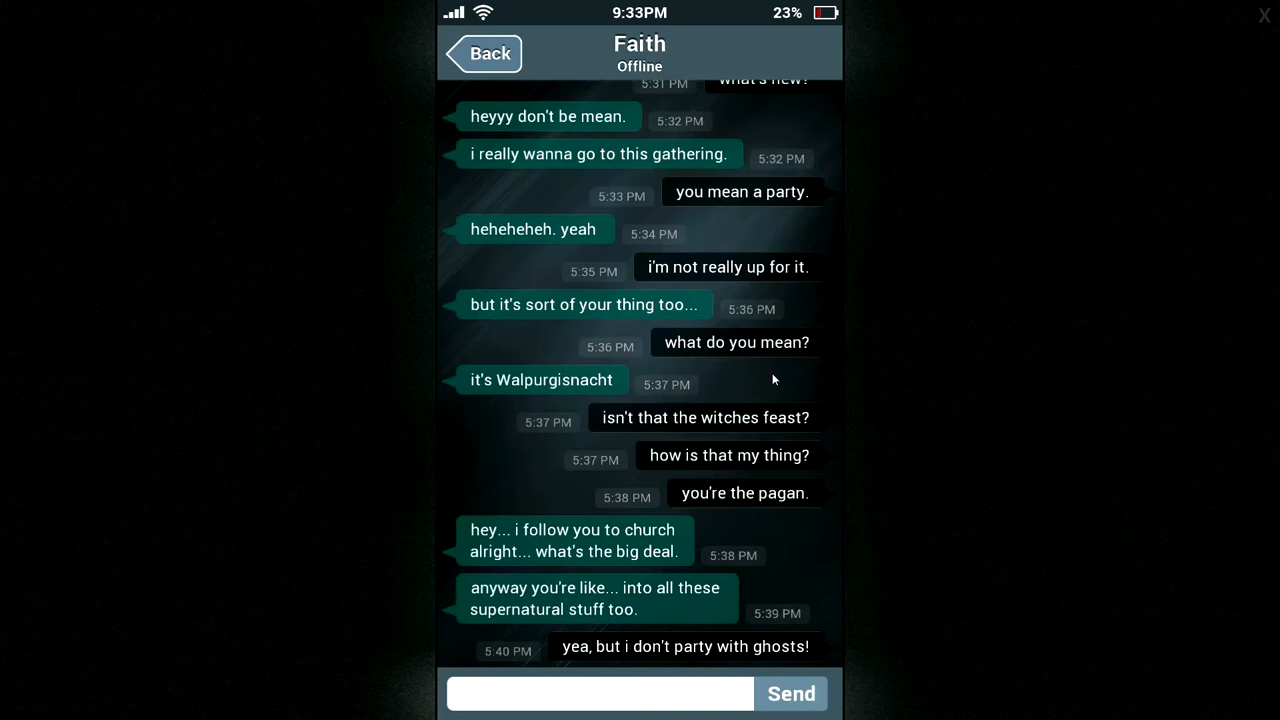 9:33PM 23%
X
Back
Faith
Offline
5:31 PM what's new?
heyyy don't be mean. 5:32 PM
i really wanna go to this gathering. 5:32 PM
5:33 PM you mean a party.
heheheheh. yeah 5:34 PM
5:35 PM i'm not really up for it.
but it's sort of your thing too... 5:36 PM
5:36 PM what do you mean?
it's Walpurgisnacht 5:37 PM
5:37 PM isn't that the witches feast?
5:37 PM how is that my thing?
5:38 PM you're the pagan.
hey... i follow you to church
alright... what's the big deal. 5:38 PM
anyway you're like... into all these
supernatural stuff too. 5:39 PM
5:40 PM yea, but i don't party with ghosts!
Send